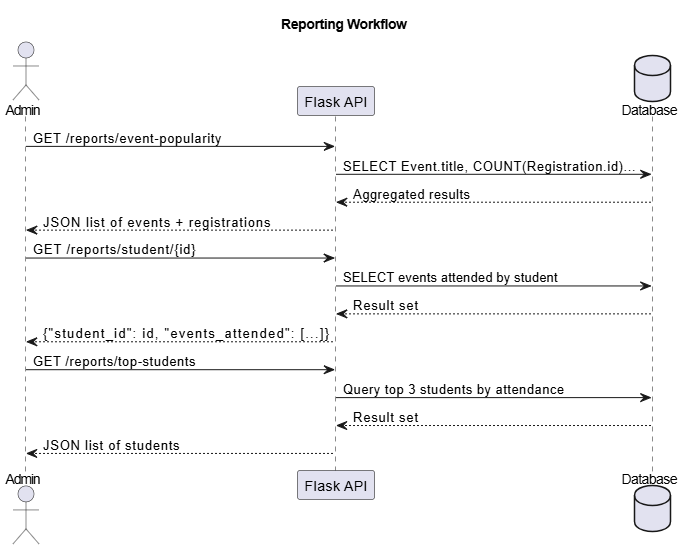 Reporting Workflow
Admin
Flask API
Database
GET /reports/event-popularity
SELECT Event.title, COUNT(Registration.id)...
Aggregated results
JSON list of events + registrations
GET /reports/student/{id}
SELECT events attended by student
Result set
{"student_id": id, "events_attended": [...]}
GET /reports/top-students
Query top 3 students by attendance
Result set
JSON list of students
Admin
Flask API
Database